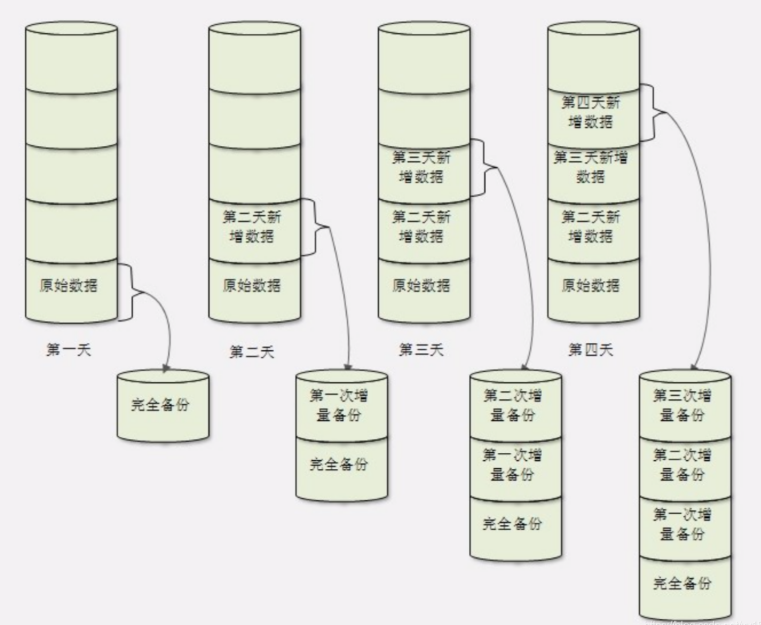 第四天新
增数据
第三天新
增数据
第三天新增
数据
第二天新
增数据
第二天新
增数据
第二天新
增数据
原始数据
原始数据
原始数据
原始数据
第一天
第二天
第三天
第四天
完全备份
第一次增
量备份
完全备份
第二次增
量备份
第一次增
量备份
完全备份
第三次增
量备份
第二次增
量备份
第一次增
量备份
完全备份